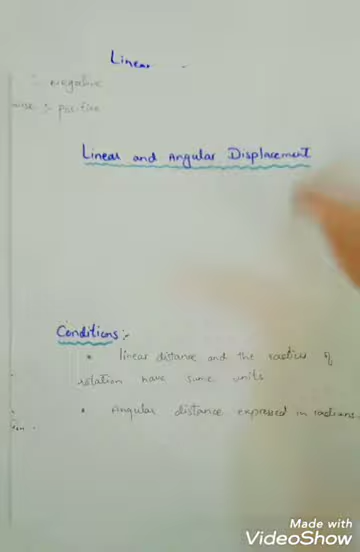 Linear
:- negative
wise :- positive
Linear and Angular Displacement
Conditions :-
* linear distance and the radius of
rotation have same units
* Angular distance expressed in radians.
Made with
VideoShow